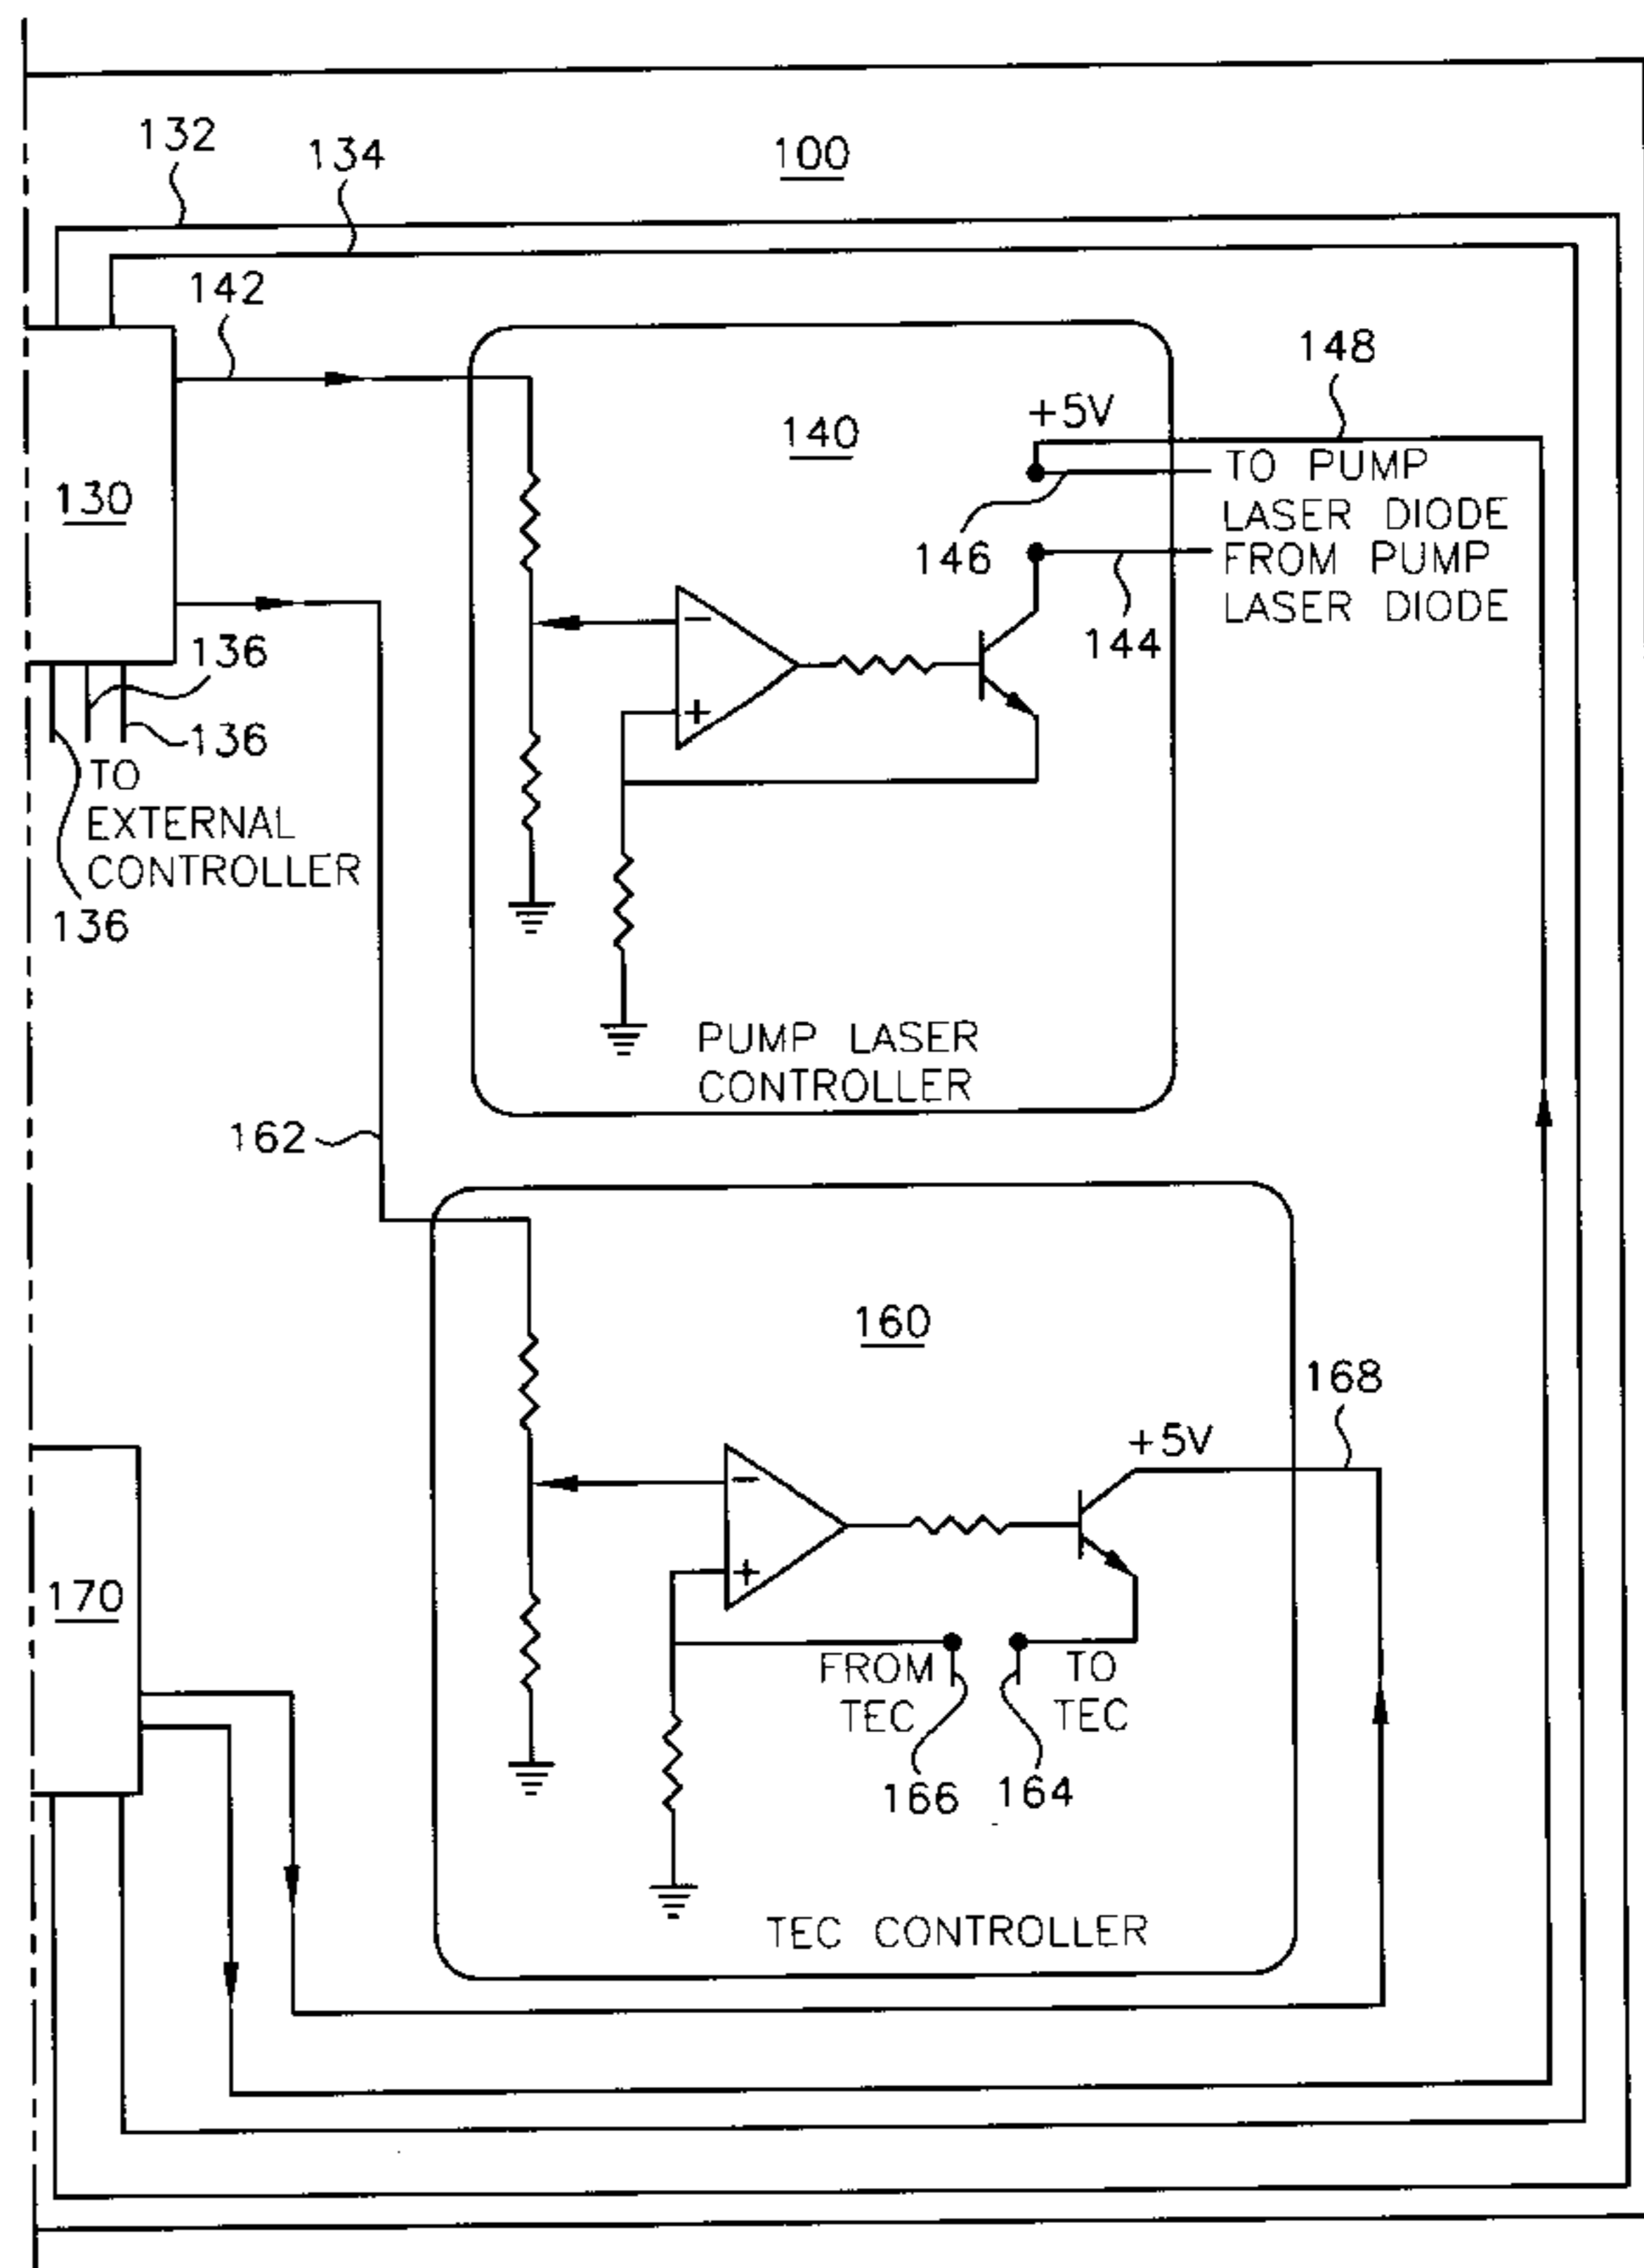 100
132
134
142
148
+5V
140
130
TO PUMP
LASER DIODE
146
FROM PUMP
LASER DIODE
144
−
+
136
136
TO
EXTERNAL
CONTROLLER
136
PUMP LASER
CONTROLLER
162
160
168
+5V
−
+
170
FROM
TEC
TO
TEC
166
164
TEC CONTROLLER